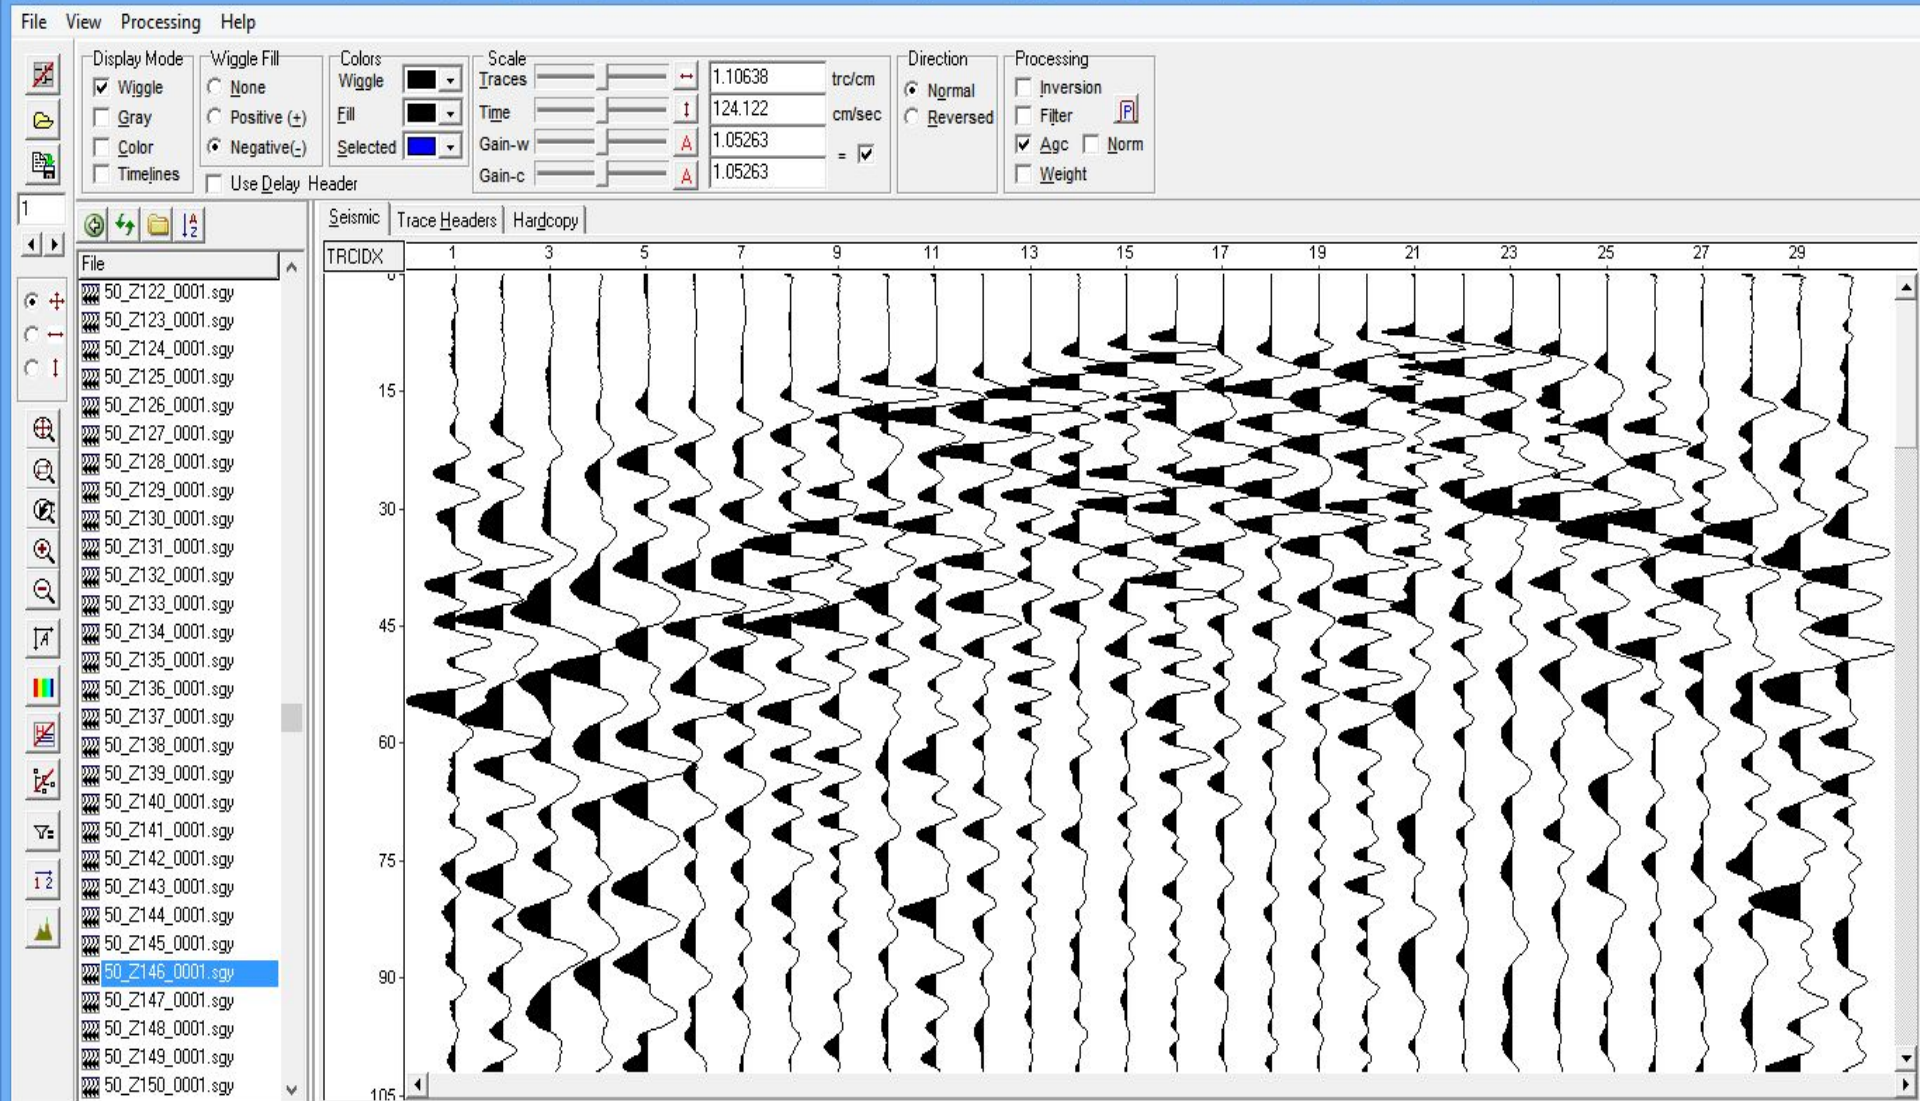 File View Processing Help
Display Mode
Wiggle
Gray
Color
Timelines
Wiggle Fill
None
Positive (+)
Negative(-)
Use Delay Header
Colors
Wiggle
Fill
Selected
Scale
Traces 1.10638 trc/cm
Time 124.122 cm/sec
Gain-w 1.05263
=
Gain-c 1.05263
Direction
Normal
Reversed
Processing
Inversion
Filter
P
Agc Norm
Weight
1
Seismic Trace Headers Hardcopy
File
50_Z122_0001.sgy
50_Z123_0001.sgy
50_Z124_0001.sgy
50_Z125_0001.sgy
50_Z126_0001.sgy
50_Z127_0001.sgy
50_Z128_0001.sgy
50_Z129_0001.sgy
50_Z130_0001.sgy
50_Z131_0001.sgy
50_Z132_0001.sgy
50_Z133_0001.sgy
50_Z134_0001.sgy
50_Z135_0001.sgy
50_Z136_0001.sgy
50_Z137_0001.sgy
50_Z138_0001.sgy
50_Z139_0001.sgy
50_Z140_0001.sgy
50_Z141_0001.sgy
50_Z142_0001.sgy
50_Z143_0001.sgy
50_Z144_0001.sgy
50_Z145_0001.sgy
50_Z146_0001.sgy
50_Z147_0001.sgy
50_Z148_0001.sgy
50_Z149_0001.sgy
50_Z150_0001.sgy
TRCIDX 1 3 5 7 9 11 13 15 17 19 21 23 25 27 29
0
15
30
45
60
75
90
105